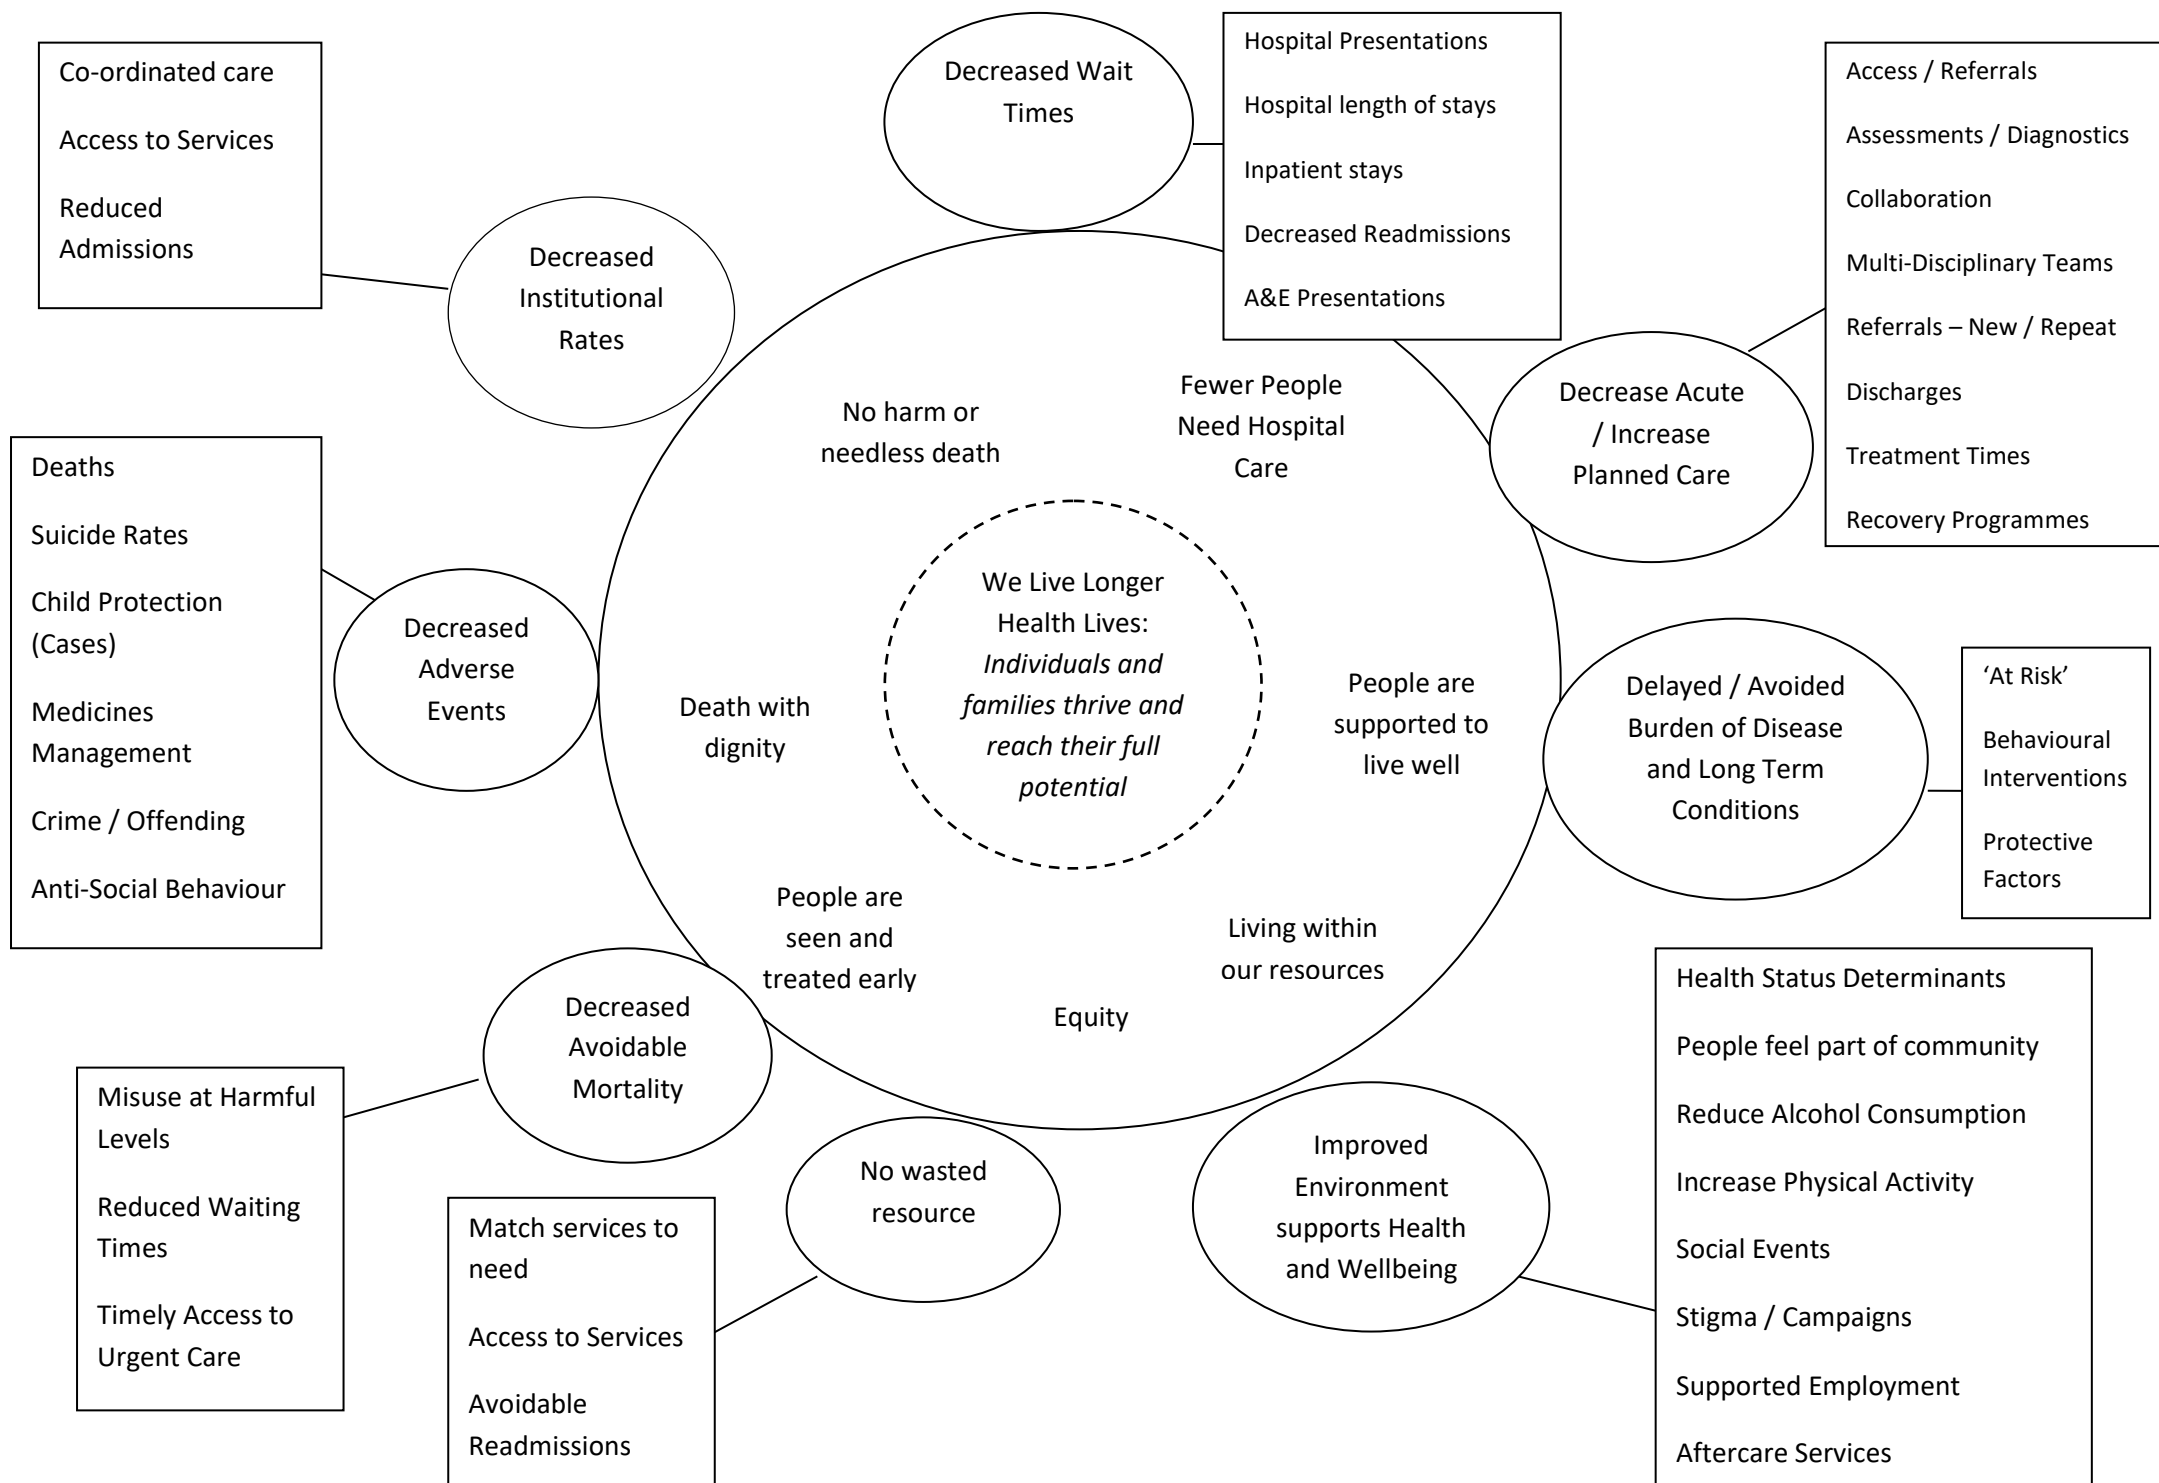 Co-ordinated care
Access to Services
Reduced
Admissions
Decreased
Institutional
Rates
Decreased Wait
Times
Hospital Presentations
Hospital length of stays
Inpatient stays
Decreased Readmissions
A&E Presentations
Access / Referrals
Assessments / Diagnostics
Collaboration
Multi-Disciplinary Teams
Referrals – New / Repeat
Discharges
Treatment Times
Recovery Programmes
Decrease Acute
/ Increase
Planned Care
No harm or
needless death
Fewer People
Need Hospital
Care
Deaths
Suicide Rates
Child Protection
(Cases)
Medicines
Management
Crime / Offending
Anti-Social Behaviour
Decreased
Adverse
Events
Death with
dignity
We Live Longer
Health Lives:
Individuals and
families thrive and
reach their full
potential
People are
supported to
live well
Delayed / Avoided
Burden of Disease
and Long Term
Conditions
‘At Risk’
Behavioural
Interventions
Protective
Factors
People are
seen and
treated early
Equity
Living within
our resources
Decreased
Avoidable
Mortality
Misuse at Harmful
Levels
Reduced Waiting
Times
Timely Access to
Urgent Care
No wasted
resource
Match services to
need
Access to Services
Avoidable
Readmissions
Improved
Environment
supports Health
and Wellbeing
Health Status Determinants
People feel part of community
Reduce Alcohol Consumption
Increase Physical Activity
Social Events
Stigma / Campaigns
Supported Employment
Aftercare Services